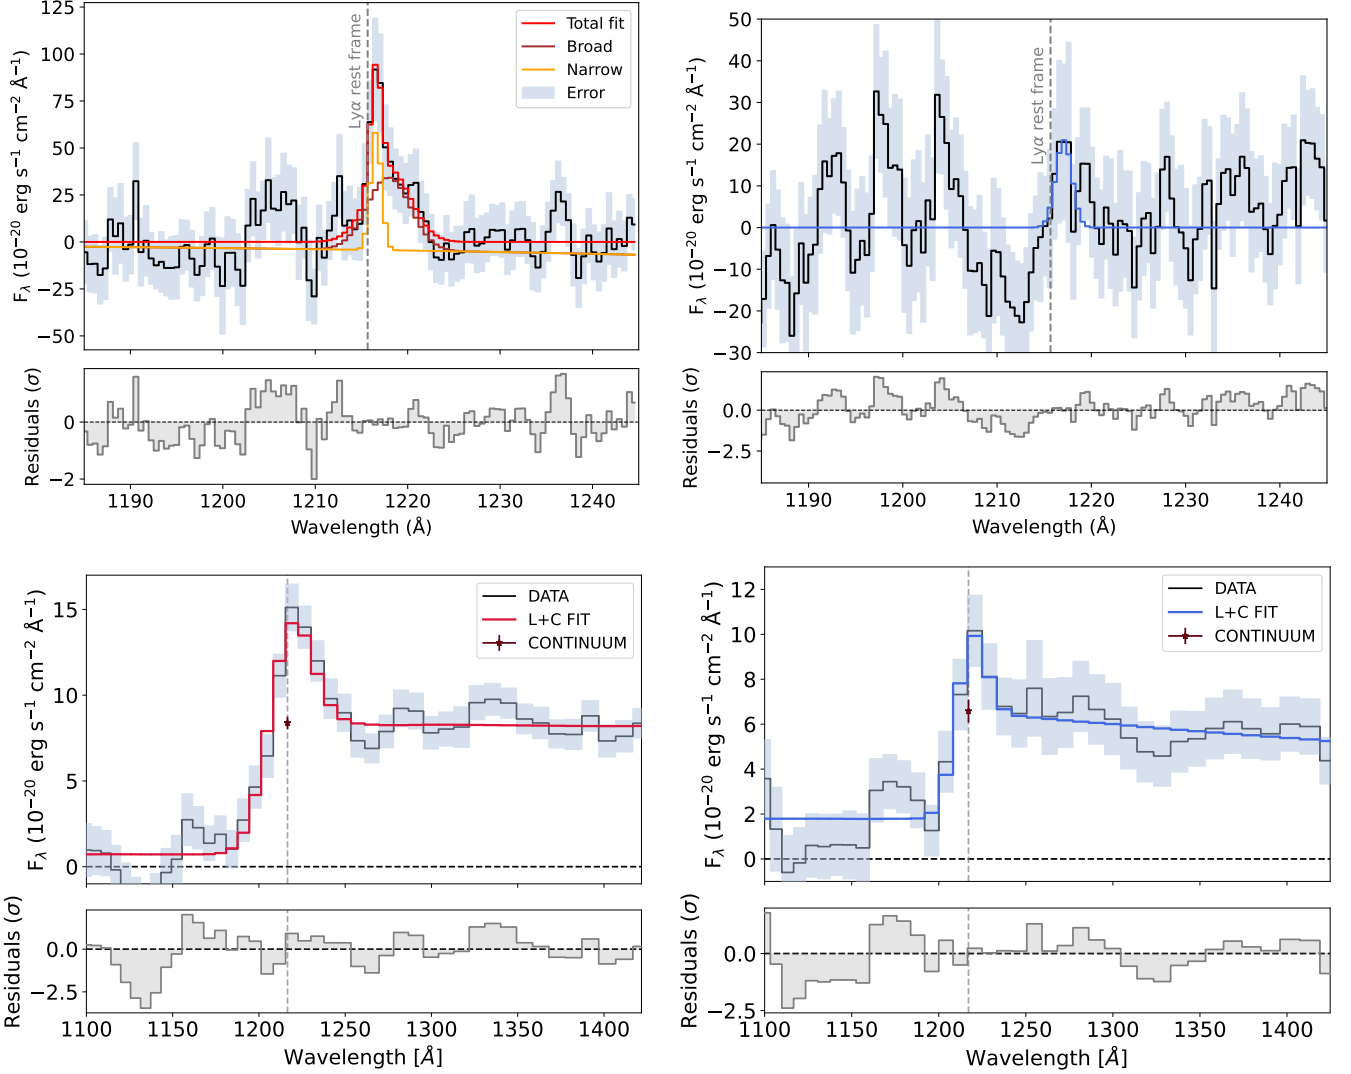 125
100
75
50
25
0
−25
−50
F_λ (10⁻²⁰ erg s⁻¹ cm⁻² Å⁻¹)
Lyα rest frame
Total fit
Broad
Narrow
Error
0
−2
Residuals (σ)
1190 1200 1210 1220 1230 1240
Wavelength (Å)
50
40
30
20
10
0
−10
−20
−30
F_λ (10⁻²⁰ erg s⁻¹ cm⁻² Å⁻¹)
Lyα rest frame
0.0
−2.5
Residuals (σ)
1190 1200 1210 1220 1230 1240
Wavelength (Å)
15
10
5
0
F_λ (10⁻²⁰ erg s⁻¹ cm⁻² Å⁻¹)
DATA
L+C FIT
CONTINUUM
0.0
−2.5
Residuals (σ)
1100 1150 1200 1250 1300 1350 1400
Wavelength [Å]
12
10
8
6
4
2
0
F_λ (10⁻²⁰ erg s⁻¹ cm⁻² Å⁻¹)
DATA
L+C FIT
CONTINUUM
0.0
−2.5
Residuals (σ)
1100 1150 1200 1250 1300 1350 1400
Wavelength [Å]